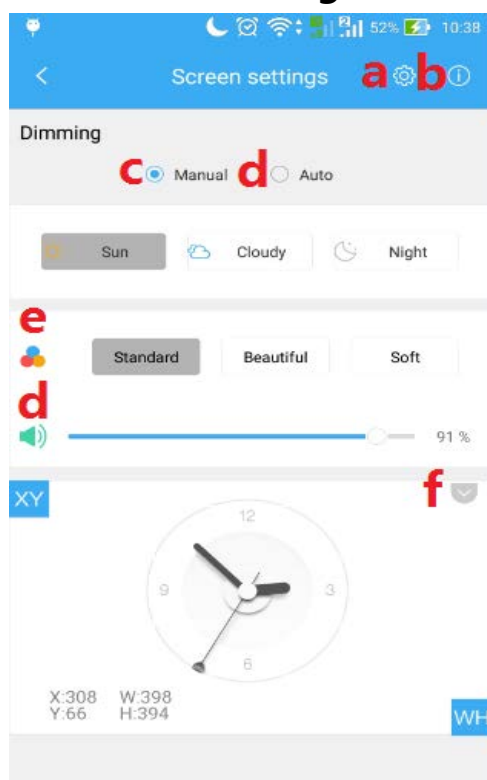 52% 10:38
Screen settings a b
Dimming
c Manual d Auto
Sun Cloudy Night
e
Standard Beautiful Soft
d
91 %
f
XY
12
9 3
6
X:308 W:398
Y:66 H:394
WH